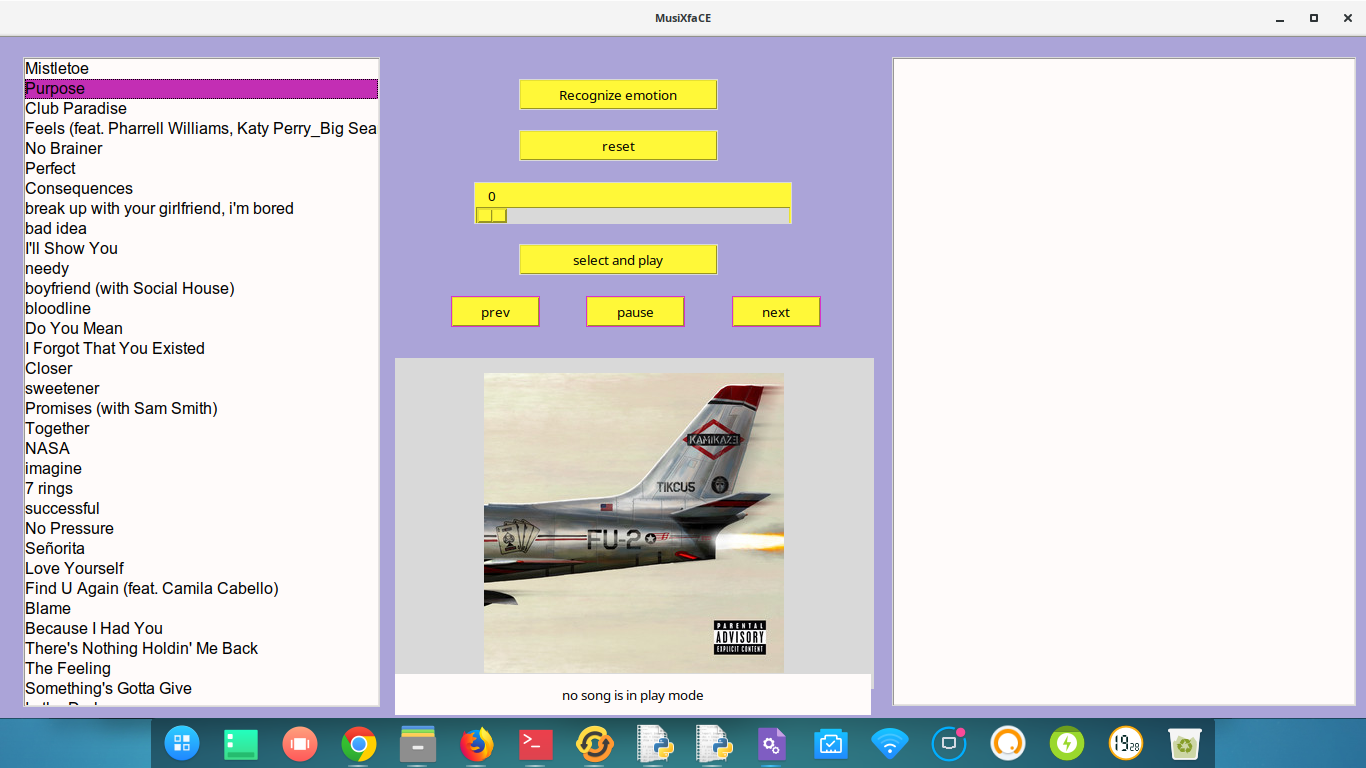 MusiXfaCE
Mistletoe
Purpose
Club Paradise
Feels (feat. Pharrell Williams, Katy Perry_Big Sea
No Brainer
Perfect
Consequences
break up with your girlfriend, i'm bored
bad idea
I'll Show You
needy
boyfriend (with Social House)
bloodline
Do You Mean
I Forgot That You Existed
Closer
sweetener
Promises (with Sam Smith)
Together
NASA
imagine
7 rings
successful
No Pressure
Señorita
Love Yourself
Find U Again (feat. Camila Cabello)
Blame
Because I Had You
There's Nothing Holdin' Me Back
The Feeling
Something's Gotta Give
Recognize emotion
reset
0
select and play
prev
pause
next
KAMIKAZE
TIKCUS
FU-2
PARENTAL
ADVISORY
EXPLICIT CONTENT
no song is in play mode
19 28